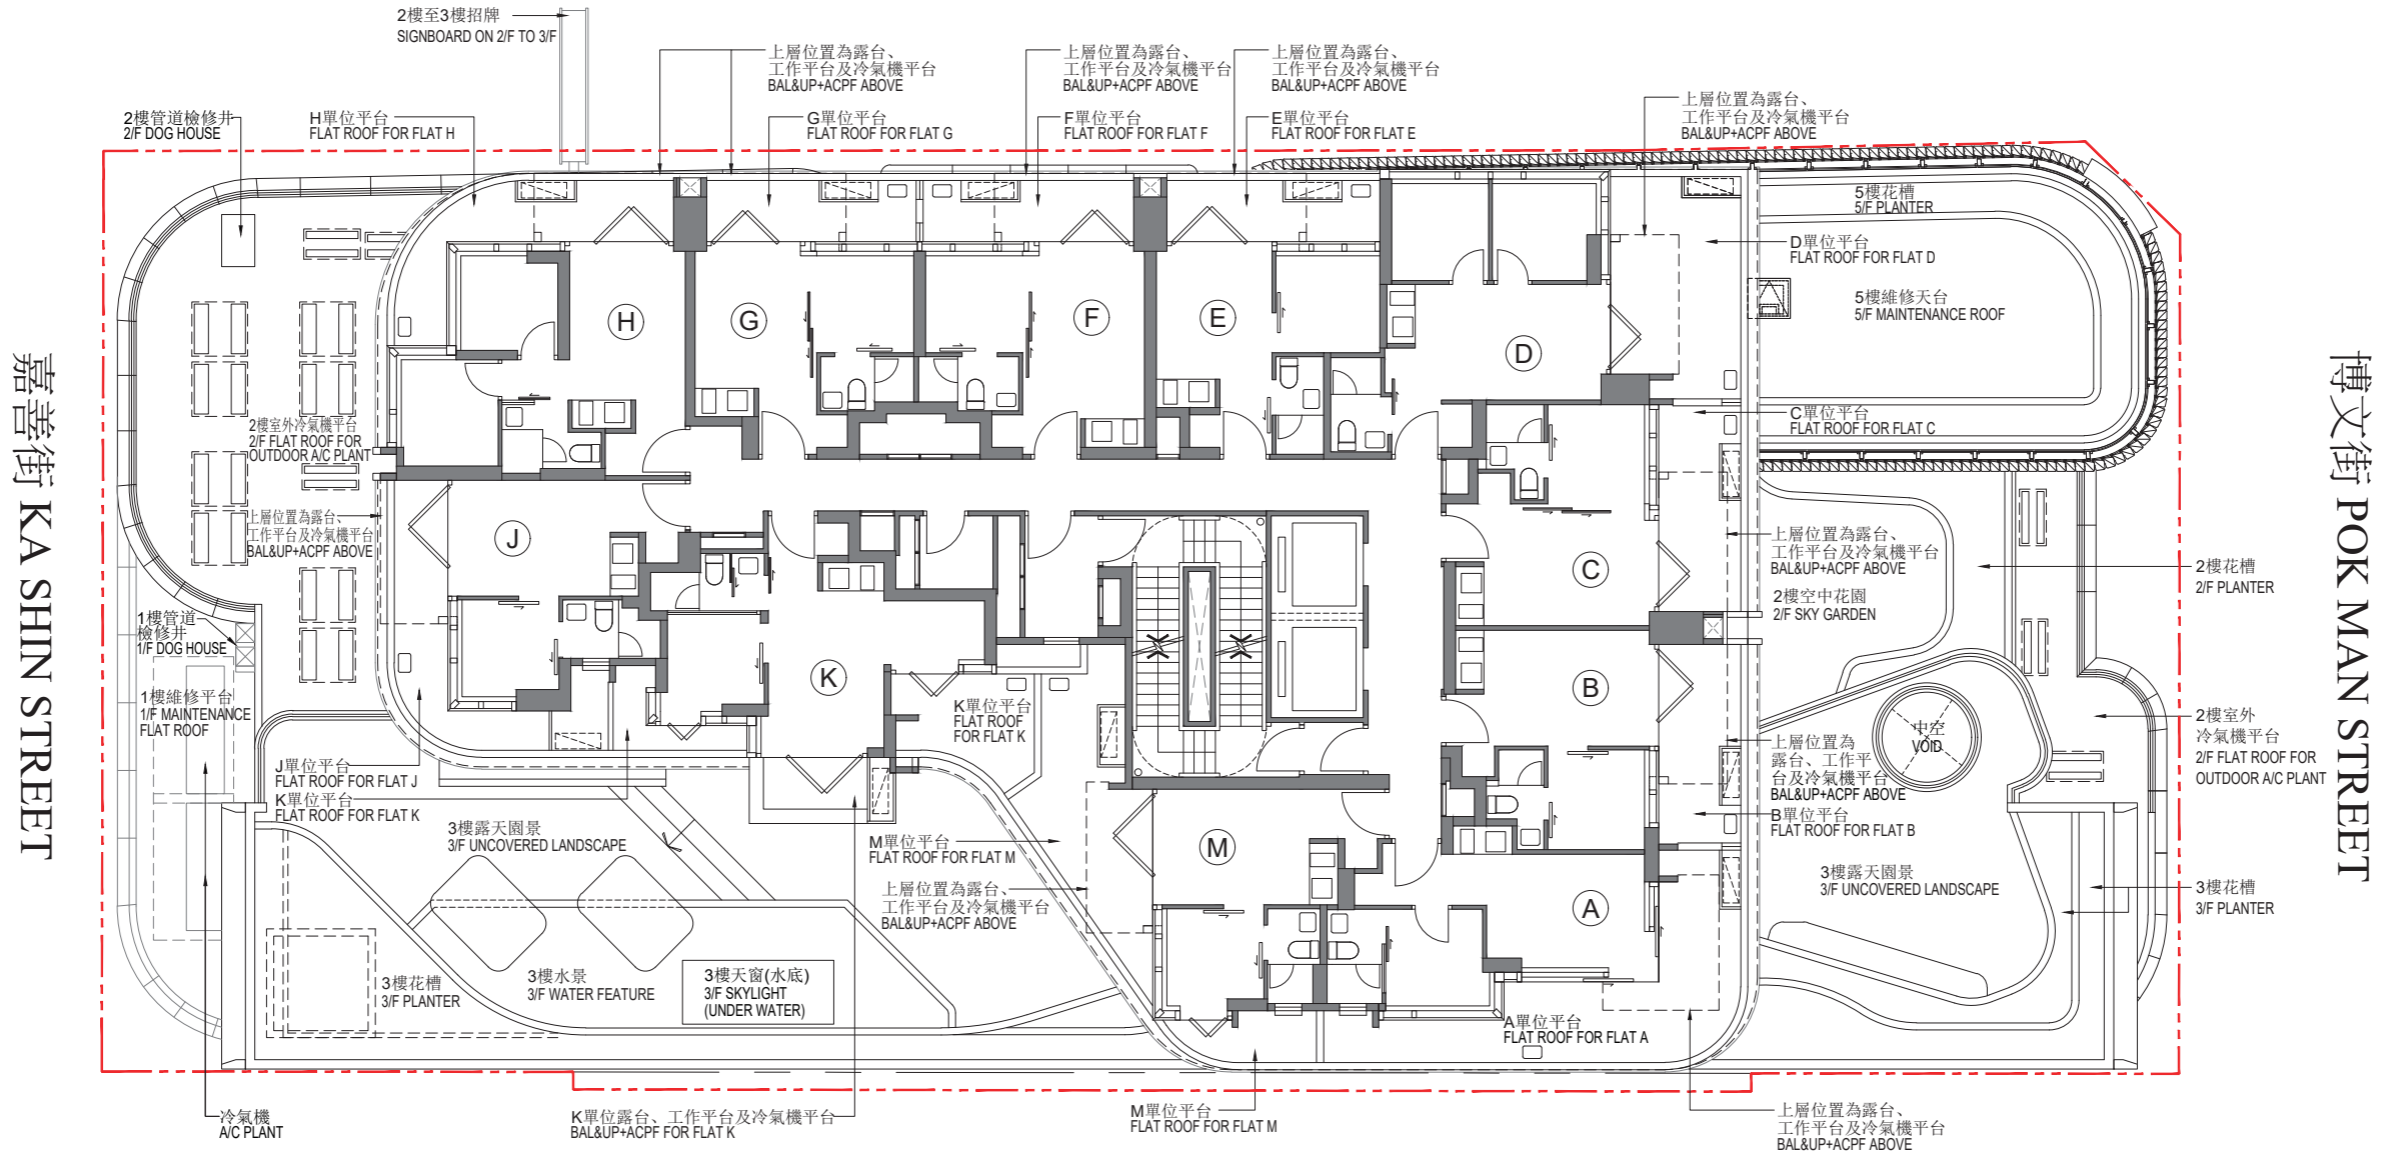 2樓至3樓招牌
SIGNBOARD ON 2/F TO 3/F
上層位置為露台、
工作平台及冷氣機平台
BAL&UP+ACPF ABOVE
上層位置為露台、
工作平台及冷氣機平台
BAL&UP+ACPF ABOVE
上層位置為露台、
工作平台及冷氣機平台
BAL&UP+ACPF ABOVE
上層位置為露台、
工作平台及冷氣機平台
BAL&UP+ACPF ABOVE
2樓管道檢修井
2/F DOG HOUSE
H單位平台
FLAT ROOF FOR FLAT H
G單位平台
FLAT ROOF FOR FLAT G
F單位平台
FLAT ROOF FOR FLAT F
E單位平台
FLAT ROOF FOR FLAT E
5樓花槽
5/F PLANTER
D單位平台
FLAT ROOF FOR FLAT D
5樓維修天台
5/F MAINTENANCE ROOF
H
G
F
E
D
嘉善街 KA SHIN STREET
博文街 POK MAN STREET
C單位平台
FLAT ROOF FOR FLAT C
2樓室外冷氣機平台
2/F FLAT ROOF FOR
OUTDOOR A/C PLANT
上層位置為露台、
工作平台及冷氣機平台
BAL&UP+ACPF ABOVE
J
C
上層位置為露台、
工作平台及冷氣機平台
BAL&UP+ACPF ABOVE
2樓花槽
2/F PLANTER
2樓空中花園
2/F SKY GARDEN
1樓管道
檢修井
1/F DOG HOUSE
K
B
1樓維修平台
1/F MAINTENANCE
FLAT ROOF
K單位平台
FLAT ROOF
FOR FLAT K
中空
VOID
2樓室外
冷氣機平台
2/F FLAT ROOF FOR
OUTDOOR A/C PLANT
上層位置為
露台、工作平
台及冷氣機平台
BAL&UP+ACPF ABOVE
J單位平台
FLAT ROOF FOR FLAT J
K單位平台
FLAT ROOF FOR FLAT K
B單位平台
FLAT ROOF FOR FLAT B
3樓露天園景
3/F UNCOVERED LANDSCAPE
M單位平台
FLAT ROOF FOR FLAT M
M
上層位置為露台、
工作平台及冷氣機平台
BAL&UP+ACPF ABOVE
A
3樓露天園景
3/F UNCOVERED LANDSCAPE
3樓花槽
3/F PLANTER
3樓花槽
3/F PLANTER
3樓水景
3/F WATER FEATURE
3樓天窗(水底)
3/F SKYLIGHT
(UNDER WATER)
A單位平台
FLAT ROOF FOR FLAT A
冷氣機
A/C PLANT
K單位露台、工作平台及冷氣機平台
BAL&UP+ACPF FOR FLAT K
M單位平台
FLAT ROOF FOR FLAT M
上層位置為露台、
工作平台及冷氣機平台
BAL&UP+ACPF ABOVE